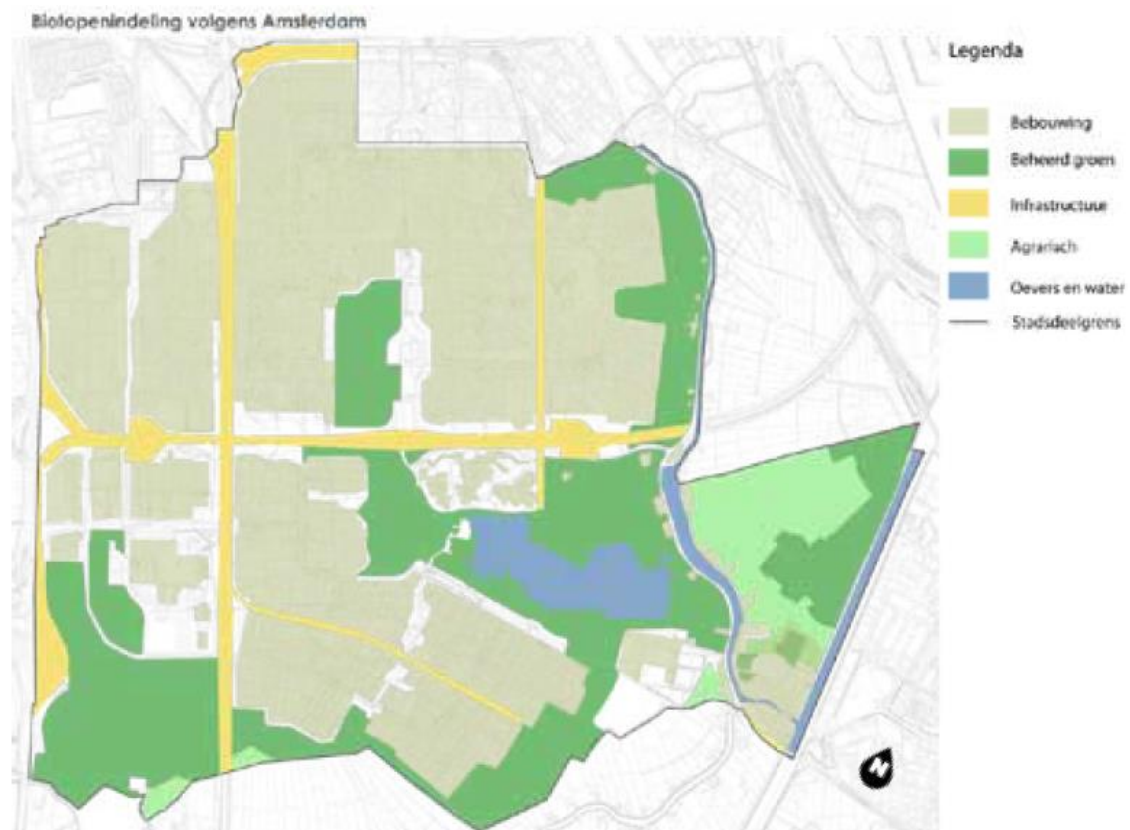 Biotopenindeling volgens Amsterdam
Legenda
Bebouwing
Beheerd groen
Infrastructuur
Agrarisch
Oevers en water
Stadsdeelgrens
N